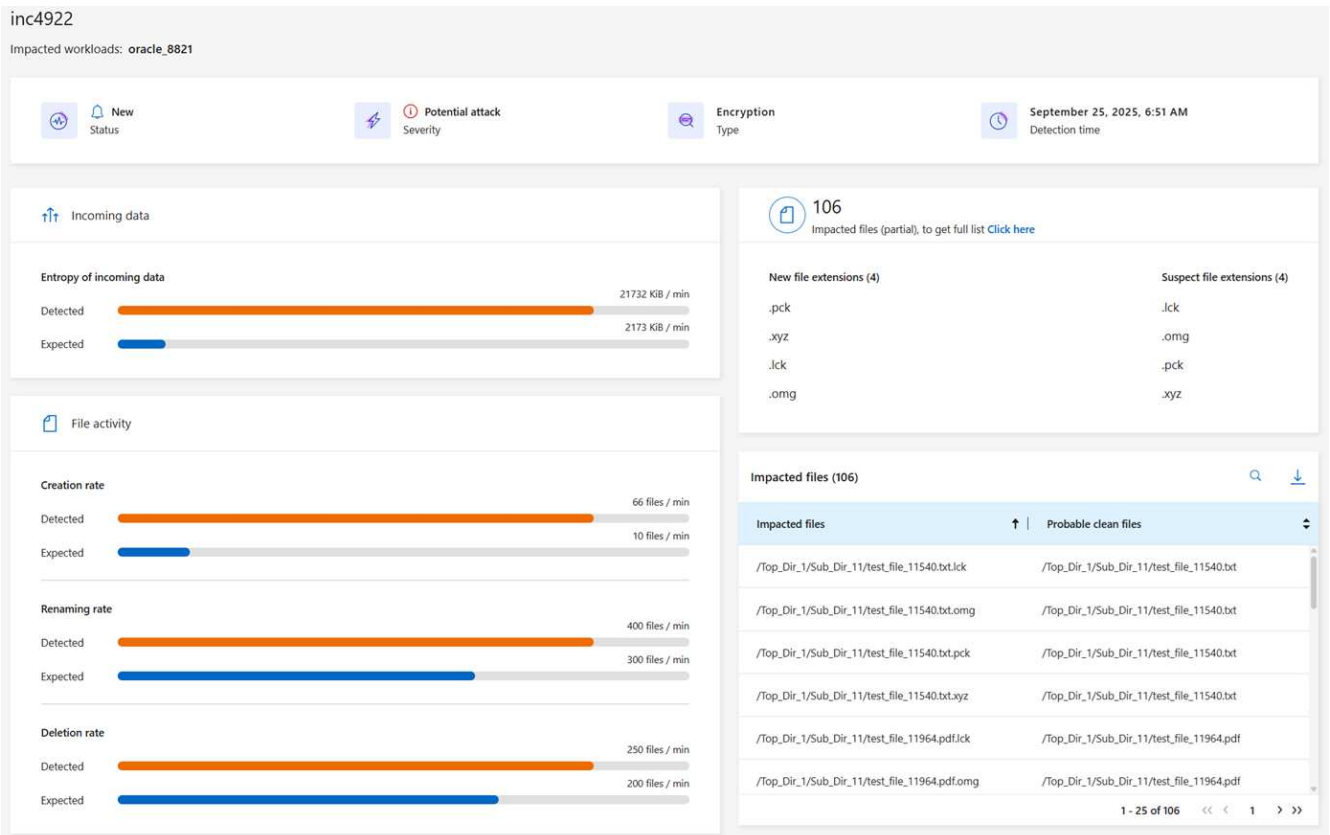 inc4922
Impacted workloads: oracle_8821
New
Status
Potential attack
Severity
Encryption
Type
September 25, 2025, 6:51 AM
Detection time
Incoming data
Entropy of incoming data
21732 KiB / min
Detected
2173 KiB / min
Expected
File activity
Creation rate
66 files / min
Detected
10 files / min
Expected
Renaming rate
400 files / min
Detected
300 files / min
Expected
Deletion rate
250 files / min
Detected
200 files / min
Expected
106
Impacted files (partial), to get full list Click here
New file extensions (4) Suspect file extensions (4)
.pck .lck
.xyz .omg
.lck .pck
.omg .xyz
Impacted files (106)
Impacted files Probable clean files
/Top_Dir_1/Sub_Dir_11/test_file_11540.txt.lck /Top_Dir_1/Sub_Dir_11/test_file_11540.txt
/Top_Dir_1/Sub_Dir_11/test_file_11540.txt.omg /Top_Dir_1/Sub_Dir_11/test_file_11540.txt
/Top_Dir_1/Sub_Dir_11/test_file_11540.txt.pck /Top_Dir_1/Sub_Dir_11/test_file_11540.txt
/Top_Dir_1/Sub_Dir_11/test_file_11540.txt.xyz /Top_Dir_1/Sub_Dir_11/test_file_11540.txt
/Top_Dir_1/Sub_Dir_11/test_file_11964.pdf.lck /Top_Dir_1/Sub_Dir_11/test_file_11964.pdf
/Top_Dir_1/Sub_Dir_11/test_file_11964.pdf.omg /Top_Dir_1/Sub_Dir_11/test_file_11964.pdf
1 - 25 of 106 << < 1 > >>